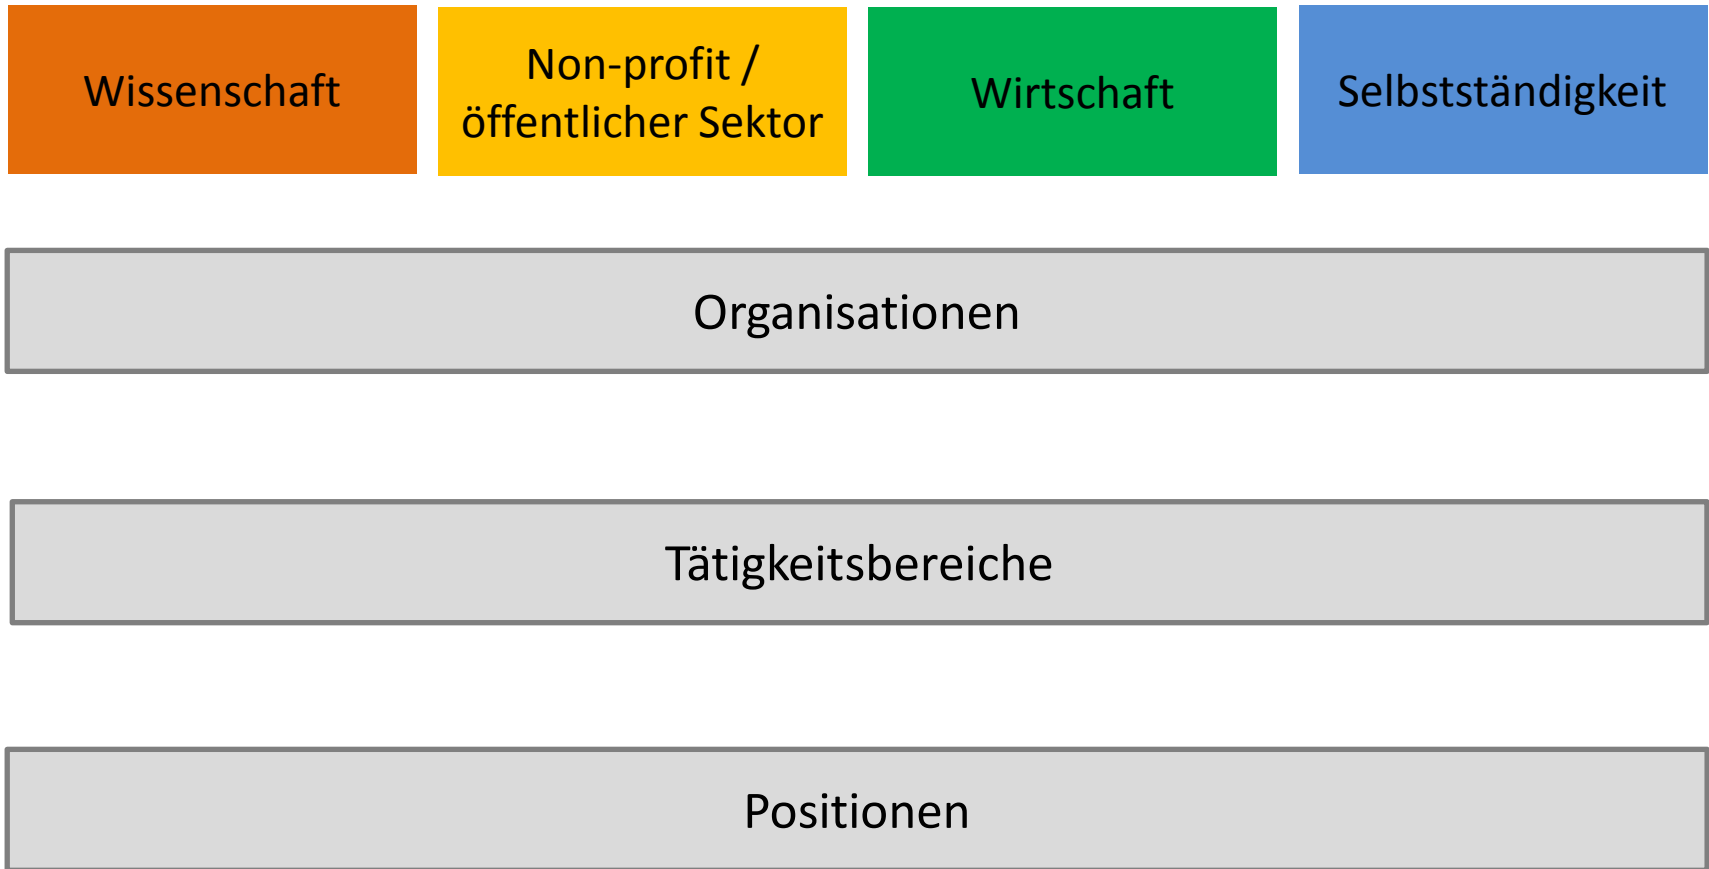 Wissenschaft
Non-profit /
öffentlicher Sektor
Wirtschaft
Selbstständigkeit
Organisationen
Tätigkeitsbereiche
Positionen